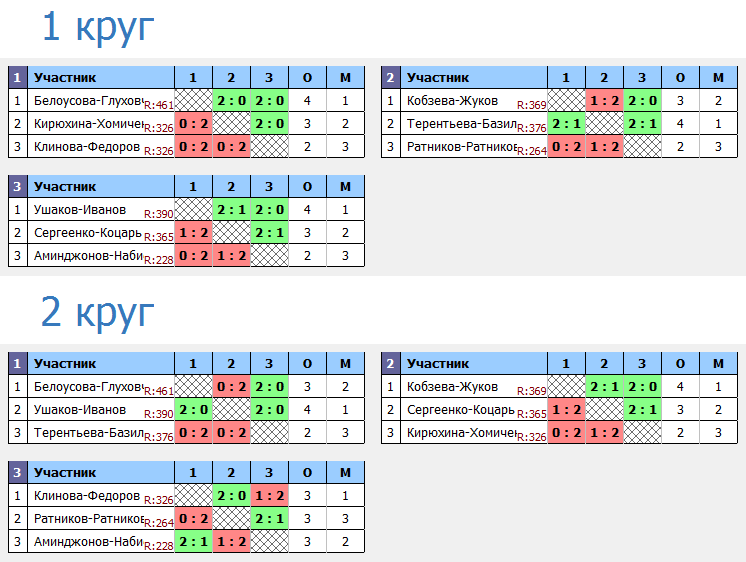 1 круг
1 Участник 1 2 3 О М
1 Белоусова-Глухович R:461 2 : 0 2 : 0 4 1
2 Кирюхина-Хомичен R:326 0 : 2 2 : 0 3 2
3 Клинова-Федоров R:326 0 : 2 0 : 2 2 3
2 Участник 1 2 3 О М
1 Кобзева-Жуков R:369 1 : 2 2 : 0 3 2
2 Терентьева-Базил R:376 2 : 1 2 : 1 4 1
3 Ратников-Ратников R:264 0 : 2 1 : 2 2 3
3 Участник 1 2 3 О М
1 Ушаков-Иванов R:390 2 : 1 2 : 0 4 1
2 Сергеенко-Коцарь R:365 1 : 2 2 : 1 3 2
3 Аминджонов-Наби R:228 0 : 2 1 : 2 2 3
2 круг
1 Участник 1 2 3 О М
1 Белоусова-Глухович R:461 0 : 2 2 : 0 3 2
2 Ушаков-Иванов R:390 2 : 0 2 : 0 4 1
3 Терентьева-Базил R:376 0 : 2 0 : 2 2 3
2 Участник 1 2 3 О М
1 Кобзева-Жуков R:369 2 : 1 2 : 0 4 1
2 Сергеенко-Коцарь R:365 1 : 2 2 : 1 3 2
3 Кирюхина-Хомичен R:326 0 : 2 1 : 2 2 3
3 Участник 1 2 3 О М
1 Клинова-Федоров R:326 2 : 0 1 : 2 3 1
2 Ратников-Ратников R:264 0 : 2 2 : 1 3 3
3 Аминджонов-Наби R:228 2 : 1 1 : 2 3 2